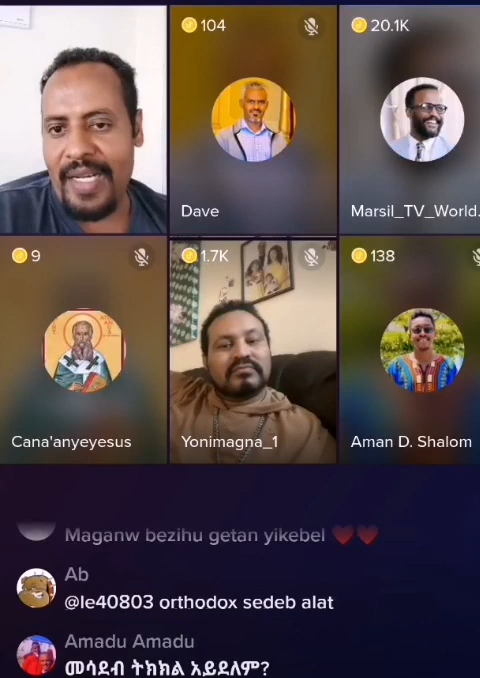 104
20.1K
Dave
Marsil_TV_World.
9
1.7K
138
Cana'anyeyesus
Yonimagna_1
Aman D. Shalom
Maganw bezihu getan yikebel ❤️❤️
Ab
@le40803 orthodox sedeb alat
Amadu Amadu
መሳደብ ትክክል አይደለም?